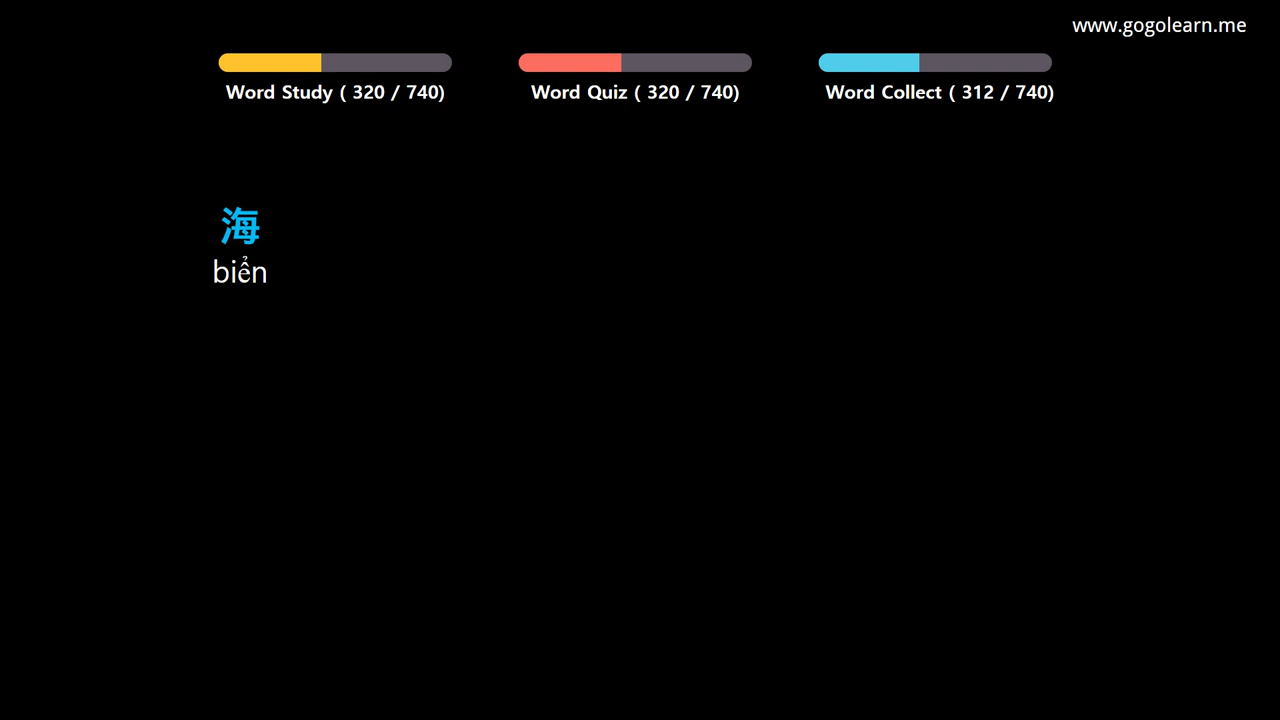 www.gogolearn.me
Word Study ( 320 / 740)
Word Quiz ( 320 / 740)
Word Collect ( 312 / 740)
海
biển